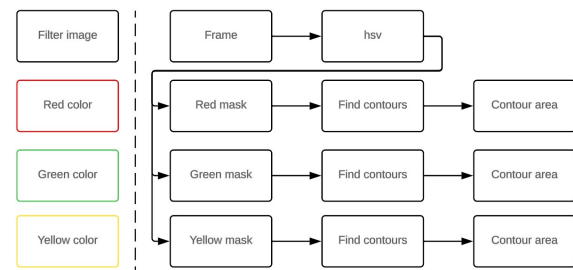 Filter image
Frame
hsv
Red color
Red mask
Find contours
Contour area
Green color
Green mask
Find contours
Contour area
Yellow color
Yellow mask
Find contours
Contour area